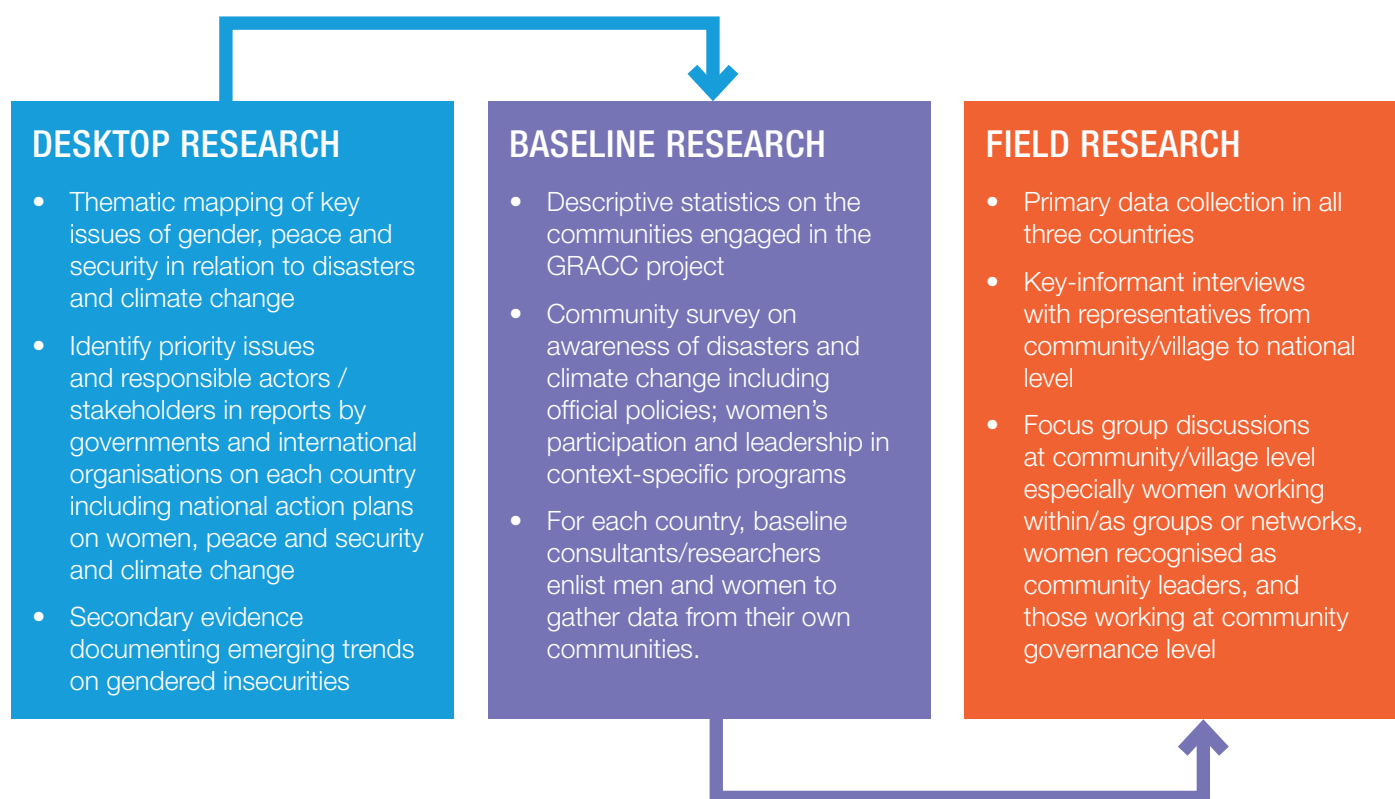 DESKTOP RESEARCH
• Thematic mapping of key
issues of gender, peace and
security in relation to disasters
and climate change
• Identify priority issues
and responsible actors /
stakeholders in reports by
governments and international
organisations on each country
including national action plans
on women, peace and security
and climate change
• Secondary evidence
documenting emerging trends
on gendered insecurities
BASELINE RESEARCH
• Descriptive statistics on the
communities engaged in the
GRACC project
• Community survey on
awareness of disasters and
climate change including
official policies; women’s
participation and leadership in
context-specific programs
• For each country, baseline
consultants/researchers
enlist men and women to
gather data from their own
communities.
FIELD RESEARCH
• Primary data collection in all
three countries
• Key-informant interviews
with representatives from
community/village to national
level
• Focus group discussions
at community/village level
especially women working
within/as groups or networks,
women recognised as
community leaders, and
those working at community
governance level